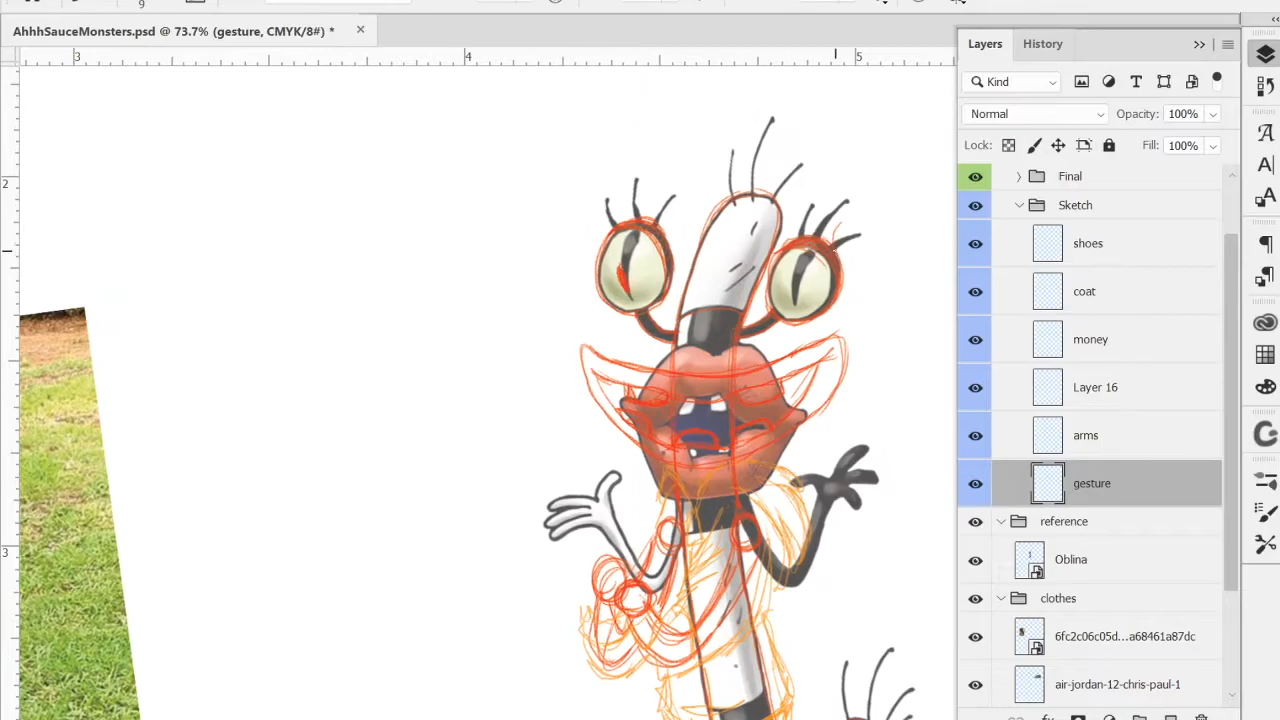 9
AhhhSauceMonsters.psd @ 73.7% (gesture, CMYK/8#) *
3 4 5
2
3
Layers History
Kind
Normal Opacity: 100%
Lock: Fill: 100%
Final
Sketch
shoes
coat
money
Layer 16
arms
gesture
reference
Oblina
clothes
6fc2c06c05d...a68461a87dc
air-jordan-12-chris-paul-1